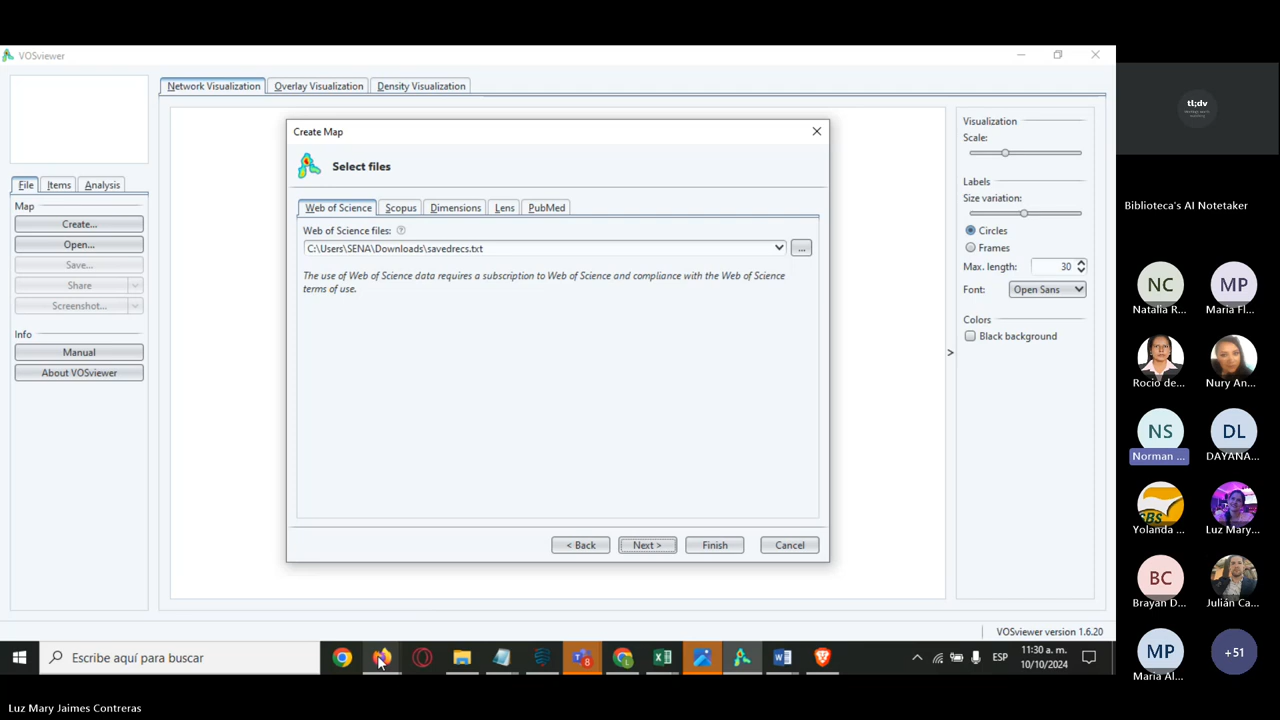 VOSviewer
Network Visualization
Overlay Visualization
Density Visualization
File
Items
Analysis
Map
Create...
Open...
Save...
Share
Screenshot...
Info
Manual
About VOSviewer
Create Map
Select files
Web of Science
Scopus
Dimensions
Lens
PubMed
Web of Science files:
C:\Users\SENA\Downloads\savedrecs.txt
...
The use of Web of Science data requires a subscription to Web of Science and compliance with the Web of Science
terms of use.
< Back
Next >
Finish
Cancel
Visualization
Scale:
Labels
Size variation:
Circles
Frames
Max. length:
30
Font:
Open Sans
Colors
Black background
>
VOSviewer version 1.6.20
Escribe aquí para buscar
8
ESP
11:30 a. m.
10/10/2024
tl;dv
Biblioteca's AI Notetaker
NC
Natalia R...
MP
Maria Fl...
Rocio de...
Nury An...
NS
Norman ...
DL
DAYANA...
SBS
Yolanda ...
Luz Mary...
BC
Brayan D...
Julián Ca...
MP
Maria Al...
+51
Luz Mary Jaimes Contreras